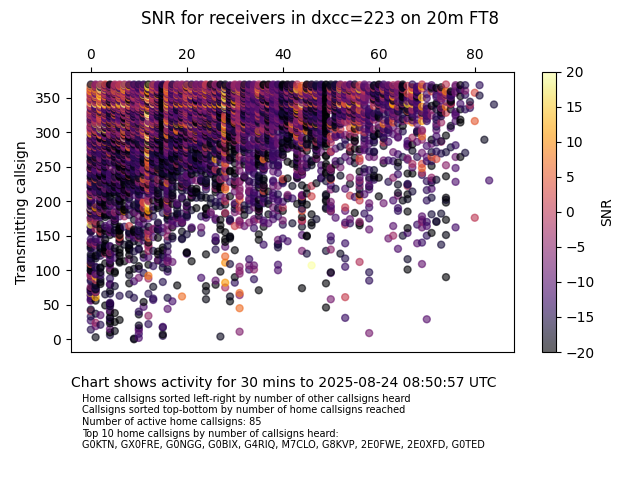 SNR for receivers in dxcc=223 on 20m FT8
0 20 40 60 80
350
300
250
200
150
100
50
0
Transmitting callsign
20
15
10
5
0
−5
−10
−15
−20
SNR
Chart shows activity for 30 mins to 2025-08-24 08:50:57 UTC
Home callsigns sorted left-right by number of other callsigns heard
Callsigns sorted top-bottom by number of home callsigns reached
Number of active home callsigns: 85
Top 10 home callsigns by number of callsigns heard:
G0KTN, GX0FRE, G0NGG, G0BIX, G4RIQ, M7CLO, G8KVP, 2E0FWE, 2E0XFD, G0TED